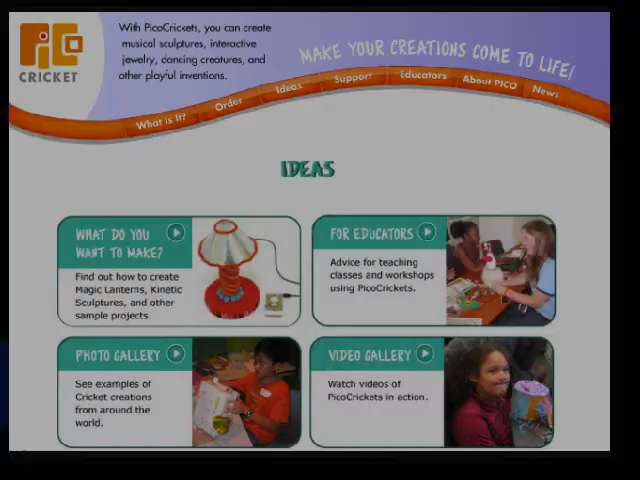 PICO
CRICKET
With PicoCrickets, you can create
musical sculptures, interactive
jewelry, dancing creatures, and
other playful inventions.
MAKE YOUR CREATIONS COME TO LIFE!
What is It?
Order
Ideas
Support
Educators
About PICO
News
IDEAS
WHAT DO YOU
WANT TO MAKE?
Find out how to create
Magic Lanterns, Kinetic
Sculptures, and other
sample projects.
FOR EDUCATORS
Advice for teaching
classes and workshops
using PicoCrickets.
PHOTO GALLERY
See examples of
Cricket creations
from around the
world.
VIDEO GALLERY
Watch videos of
PicoCrickets in action.